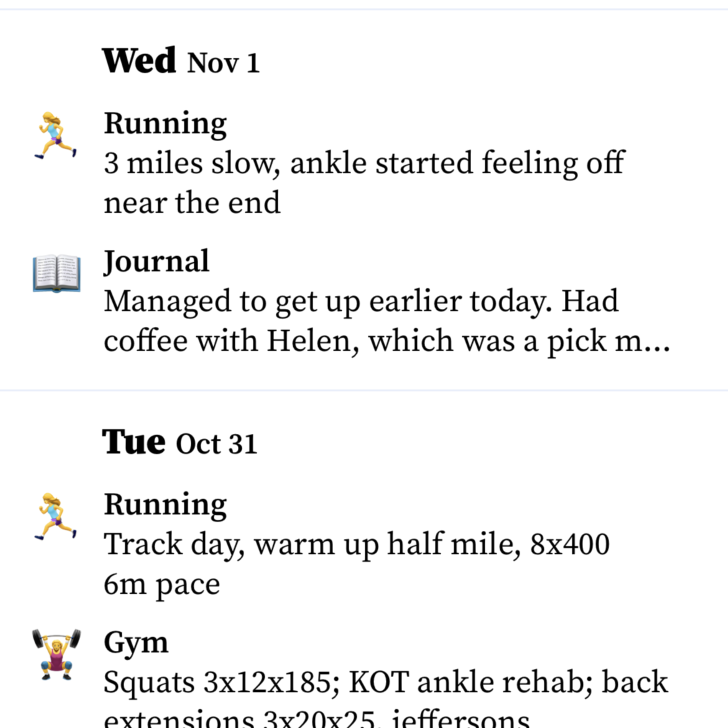 Wed Nov 1
Running
3 miles slow, ankle started feeling off
near the end
Journal
Managed to get up earlier today. Had
coffee with Helen, which was a pick m...
Tue Oct 31
Running
Track day, warm up half mile, 8x400
6m pace
Gym
Squats 3x12x185; KOT ankle rehab; back
extensions 3x20x25, jeffersons